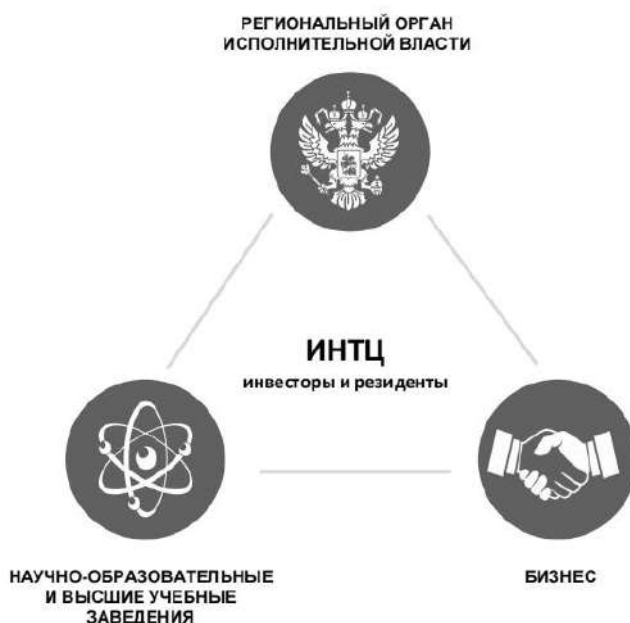 РЕГИОНАЛЬНЫЙ ОРГАН
ИСПОЛНИТЕЛЬНОЙ ВЛАСТИ
ИНТЦ
инвесторы и резиденты
НАУЧНО-ОБРАЗОВАТЕЛЬНЫЕ
И ВЫСШИЕ УЧЕБНЫЕ
ЗАВЕДЕНИЯ
БИЗНЕС